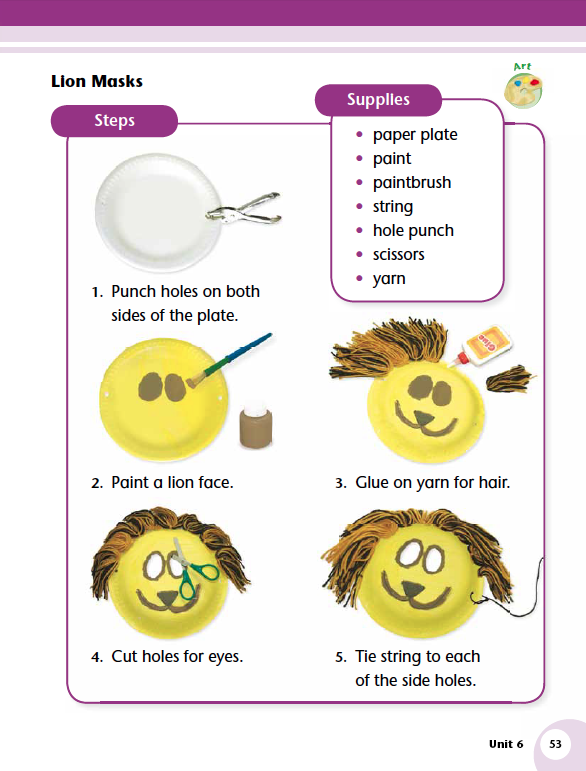 Art
Lion Masks
Supplies
Steps
• paper plate
• paint
• paintbrush
• string
• hole punch
• scissors
• yarn
1. Punch holes on both
sides of the plate.
Glue
2. Paint a lion face.
3. Glue on yarn for hair.
4. Cut holes for eyes.
5. Tie string to each
of the side holes.
Unit 6
53